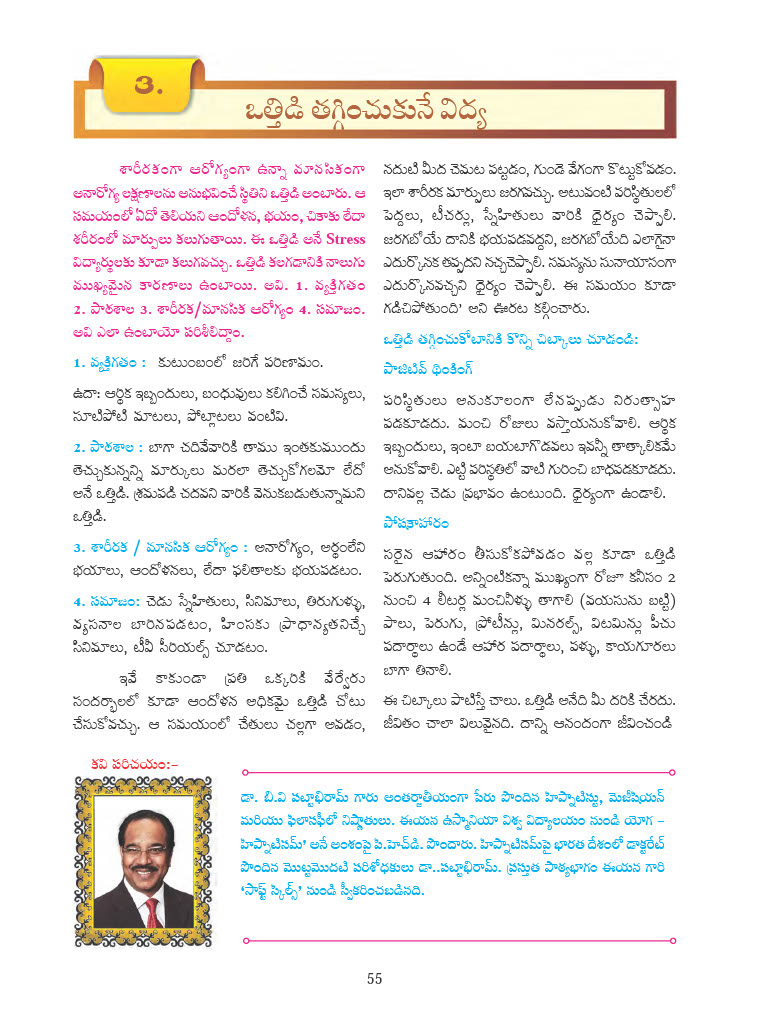 3.
ఒత్తిడి తగ్గించుకునే విద్య
శారీరకంగా ఆరోగ్యంగా ఉన్నా మానసికంగా
అనారోగ్య లక్షణాలను అనుభవించే స్థితిని ఒత్తిడి అంటారు. ఆ
సమయంలో ఏదో తెలియని ఆందోళన, భయం, చికాకు లేదా
శరీరంలో మార్పులు కలుగుతాయి. ఈ ఒత్తిడి అనే Stress
విద్యార్థులకు కూడా కలుగవచ్చు. ఒత్తిడి కలగడానికి నాలుగు
ముఖ్యమైన కారణాలు ఉంటాయి. అవి. 1. వ్యక్తిగతం
2. పాఠశాల 3. శారీరక/మానసిక ఆరోగ్యం 4. సమాజం.
అవి ఎలా ఉంటాయో పరిశీలిద్దాం.
1. వ్యక్తిగతం : కుటుంబంలో జరిగే పరిణామం.
ఉదా: ఆర్థిక ఇబ్బందులు, బంధువులు కలిగించే సమస్యలు,
సూటిపోటి మాటలు, పోట్లాటలు వంటివి.
2. పాఠశాల : బాగా చదివేవారికి తాము ఇంతకుముందు
తెచ్చుకున్నన్ని మార్కులు మరలా తెచ్చుకోగలమో లేదో
అనే ఒత్తిడి. శ్రమపడి చదవని వారికి వెనుకబడుతున్నామని
ఒత్తిడి.
3. శారీరక / మానసిక ఆరోగ్యం : అనారోగ్యం, అర్థంలేని
భయాలు, ఆందోళనలు, లేదా ఫలితాలకు భయపడటం.
4. సమాజం: చెడు స్నేహితులు, సినిమాలు, తిరుగుళ్ళు,
వ్యసనాల బారినపడటం, హింసకు ప్రాధాన్యతనిచ్చే
సినిమాలు, టీవీ సీరియల్స్ చూడటం.
ఇవే కాకుండా ప్రతి ఒక్కరికి వేర్వేరు
సందర్భాలలో కూడా ఆందోళన అధికమై ఒత్తిడి చోటు
చేసుకోవచ్చు. ఆ సమయంలో చేతులు చల్లగా అవడం,
నదుటి మీద చెమట పట్టడం, గుండె వేగంగా కొట్టుకోవడం.
ఇలా శారీరక మార్పులు జరగవచ్చు. అటువంటి పరిస్థితులలో
పెద్దలు, టీచర్లు, స్నేహితులు వారికి ధైర్యం చెప్పాలి.
జరగబోయే దానికి భయపడవద్దని, జరగబోయేది ఎలాగైనా
ఎదుర్కొనక తప్పదని నచ్చచెప్పాలి. సమస్యను సునాయాసంగా
ఎదుర్కొనవచ్చని ధైర్యం చెప్పాలి. ఈ సమయం కూడా
గడిచిపోతుంది' అని ఊరట కల్గించారు.
ఒత్తిడి తగ్గించుకోటానికి కొన్ని చిట్కాలు చూడండి:
పాజిటివ్ థింకింగ్
పరిస్థితులు అనుకూలంగా లేనప్పుడు నిరుత్సాహ
పడకూడదు. మంచి రోజులు వస్తాయనుకోవాలి. ఆర్థిక
ఇబ్బందులు, ఇంటా బయటాగొడవలు ఇవన్నీ తాత్కాలికమే
అనుకోవాలి. ఎట్టి పరిస్థతిలో వాటి గురించి బాధపడకూడదు.
దానివల్ల చెడు ప్రభావం ఉంటుంది. ధైర్యంగా ఉండాలి.
పోషకాహారం
సరైన ఆహారం తీసుకోకపోవడం వల్ల కూడా ఒత్తిడి
పెరుగుతుంది. అన్నింటికన్నా ముఖ్యంగా రోజూ కనీసం 2
నుంచి 4 లీటర్ల మంచినీళ్ళు తాగాలి (వయసును బట్టి)
పాలు, పెరుగు, ప్రోటీన్లు, మినరల్స్, విటమిన్లు పీచు
పదార్థాలు ఉండే ఆహార పదార్థాలు, వళ్ళు, కాయగూరలు
బాగా తినాలి.
ఈ చిట్కాలు పాటిస్తే చాలు. ఒత్తిడి అనేది మీ దరికి చేరదు.
జీవితం చాలా విలువైనది. దాన్ని ఆనందంగా జీవించండి
కవి పరిచయం:–
డా. బి.వి పట్టాభిరామ్ గారు అంతర్జాతీయంగా పేరు పొందిన హిప్నాటిస్టు, మెజీషియన్
మరియు ఫిలాసఫీలో నిష్ణాతులు. ఈయన ఉస్మానియా విశ్వ విద్యాలయం నుండి యోగ –
హిప్నాటిసమ్' అనే అంశంపై పి.హెచ్‌డి. పొందారు. హిప్నాటిసమ్‌పై భారత దేశంలో డాక్టరేట్
పొందిన మొట్టమొదటి పరిశోధకులు డా..పట్టాభిరామ్. ప్రస్తుత పాఠ్యభాగం ఈయన గారి
'సాఫ్ట్ స్కిల్స్' నుండి స్వీకరించబడినది.
55